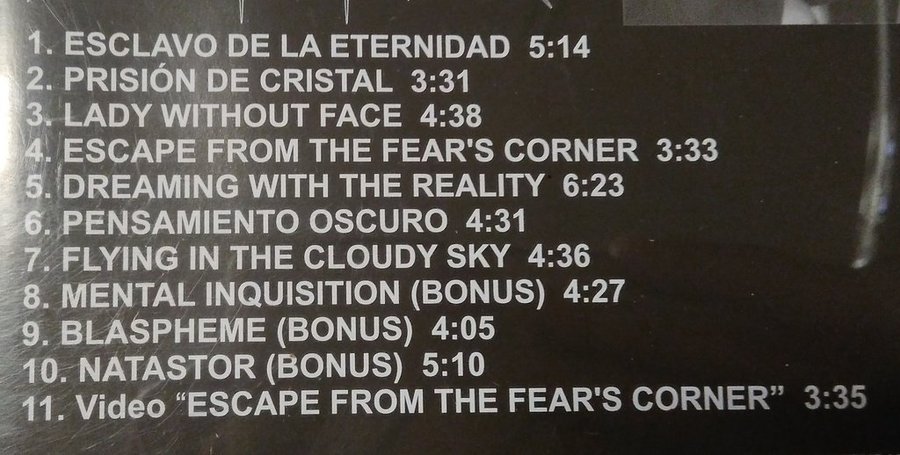 1. ESCLAVO DE LA ETERNIDAD 5:14
2. PRISIÓN DE CRISTAL 3:31
3. LADY WITHOUT FACE 4:38
4. ESCAPE FROM THE FEAR'S CORNER 3:33
5. DREAMING WITH THE REALITY 6:23
6. PENSAMIENTO OSCURO 4:31
7. FLYING IN THE CLOUDY SKY 4:36
8. MENTAL INQUISITION (BONUS) 4:27
9. BLASPHEME (BONUS) 4:05
10. NATASTOR (BONUS) 5:10
11. Video “ESCAPE FROM THE FEAR'S CORNER” 3:35